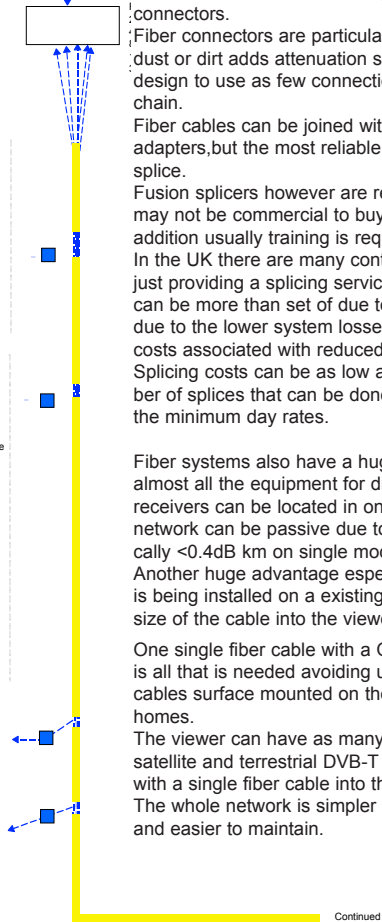 connectors.
Fiber connectors are particula
dust or dirt adds attenuation s
design to use as few connecti
chain.
Fiber cables can be joined wit
adapters,but the most reliable
splice.
Fusion splicers however are re
may not be commercial to buy
addition usually training is req
In the UK there are many cont
just providing a splicing servic
can be more than set of due to
due to the lower system losse
costs associated with reduced
Splicing costs can be as low a
ber of splices that can be done
the minimum day rates.
Fiber systems also have a hug
almost all the equipment for d
receivers can be located in on
network can be passive due to
cally <0.4dB km on single mod
Another huge advantage espe
is being installed on a existing
size of the cable into the viewe
One single fiber cable with a O
is all that is needed avoiding u
cables surface mounted on the
homes.
The viewer can have as many
satellite and terrestrial DVB-T
with a single fiber cable into th
The whole network is simpler
and easier to maintain.
Continued